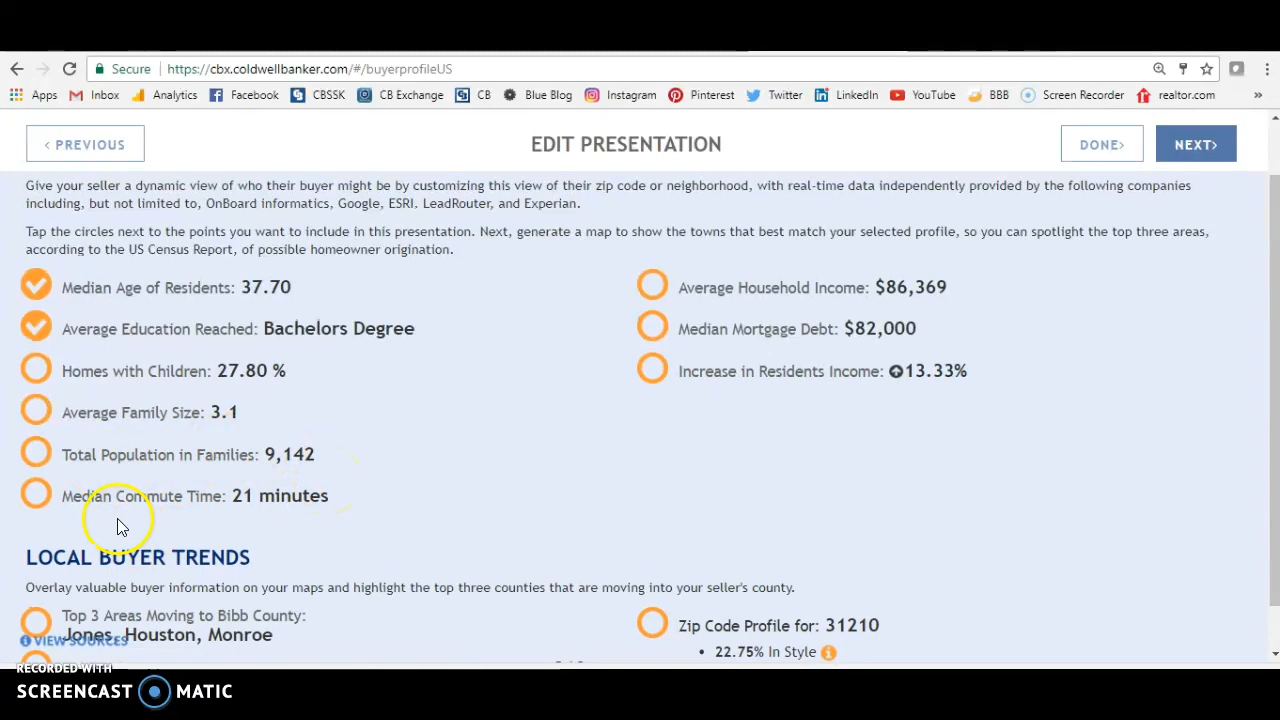 Secure https://cbx.coldwellbanker.com/#/buyerprofileUS
Apps Inbox Analytics Facebook CBSSK CB Exchange CB Blue Blog Instagram Pinterest Twitter LinkedIn YouTube BBB Screen Recorder realtor.com »
< PREVIOUS
EDIT PRESENTATION
DONE>
NEXT>
Give your seller a dynamic view of who their buyer might be by customizing this view of their zip code or neighborhood, with real-time data independently provided by the following companies
including, but not limited to, OnBoard informatics, Google, ESRI, LeadRouter, and Experian.
Tap the circles next to the points you want to include in this presentation. Next, generate a map to show the towns that best match your selected profile, so you can spotlight the top three areas,
according to the US Census Report, of possible homeowner origination.
Median Age of Residents: 37.70
Average Education Reached: Bachelors Degree
Homes with Children: 27.80 %
Average Family Size: 3.1
Total Population in Families: 9,142
Median Commute Time: 21 minutes
Average Household Income: $86,369
Median Mortgage Debt: $82,000
Increase in Residents Income: 13.33%
LOCAL BUYER TRENDS
Overlay valuable buyer information on your maps and highlight the top three counties that are moving into your seller's county.
Top 3 Areas Moving to Bibb County:
Jones, Houston, Monroe
VIEW SOURCES
Zip Code Profile for: 31210
• 22.75% In Style
RECORDED WITH
SCREENCAST MATIC